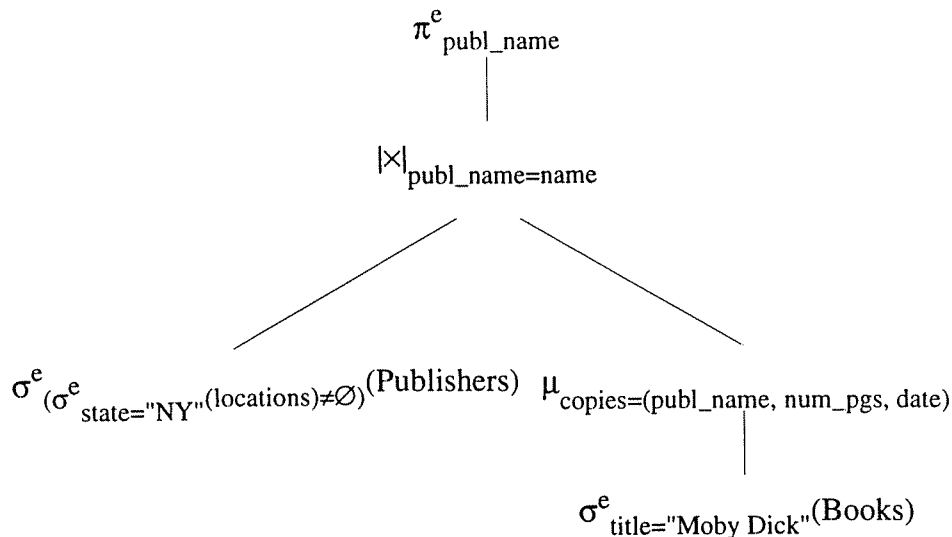 π^e publ_name
|×| publ_name=name
σ^e (σ^e state="NY" (locations)≠∅) (Publishers) μ copies=(publ_name, num_pgs, date)
σ^e title="Moby Dick" (Books)